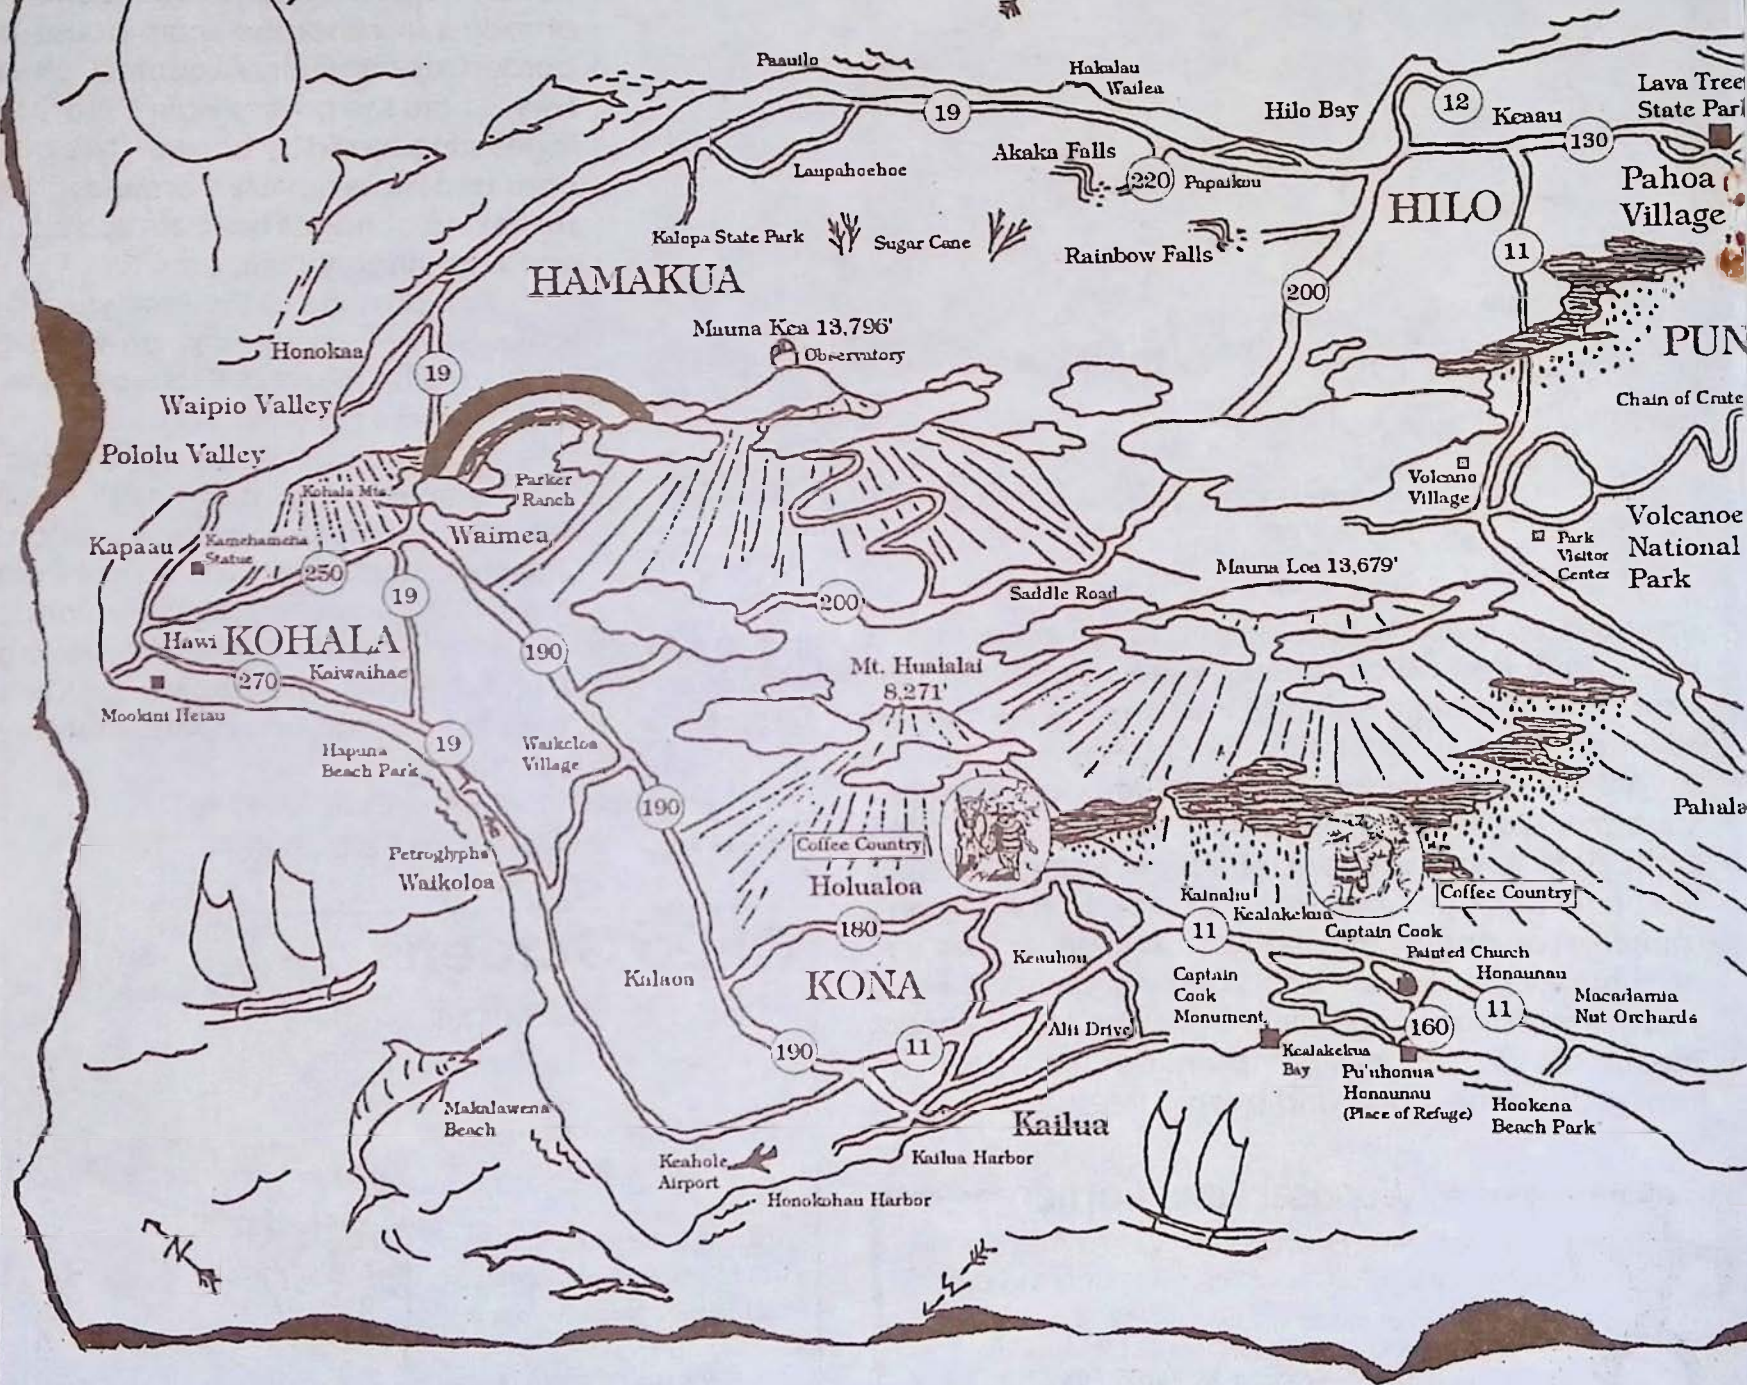 Paauilo
Hakalau
Wailea
19
Hilo Bay
12
Keaau
130
Lava Tree
State Par
Akaka Falls
220
Papaikou
Laupahoehoe
Pahoa
Village
HILO
Kalopa State Park
Sugar Cane
Rainbow Falls
11
HAMAKUA
200
Mauna Kea 13,796'
Observatory
PUN
Honokaa
19
Waipio Valley
Chain of Crate
Pololu Valley
Kohala Mts.
Parker
Ranch
Volcano
Village
Waimea
Kapaau
Kamehameha
Statue
Volcanoe
National
Park
Park
Visitor
Center
250
19
Mauna Loa 13,679'
200
Saddle Road
Hawi
KOHALA
190
270
Kaiwaihae
Mt. Hualalai
8,271'
Mookini Heiau
19
Hapuna
Beach Park
Waikoloa
Village
190
Pahala
Coffee Country
Petroglyphs
Waikoloa
Holualoa
Kainaliu
Coffee Country
Kealakekua
180
11
Captain Cook
Painted Church
Keauhou
Honaunau
Kalaoa
KONA
Captain
Cook
Monument
Macadamia
Nut Orchards
11
160
Alii Drive
190
11
Kealakekua
Bay
Pu'uhonua
Honaunau
(Place of Refuge)
Hookena
Beach Park
Makalawena
Beach
Kailua
Keahole
Airport
Kailua Harbor
Honokohau Harbor
N